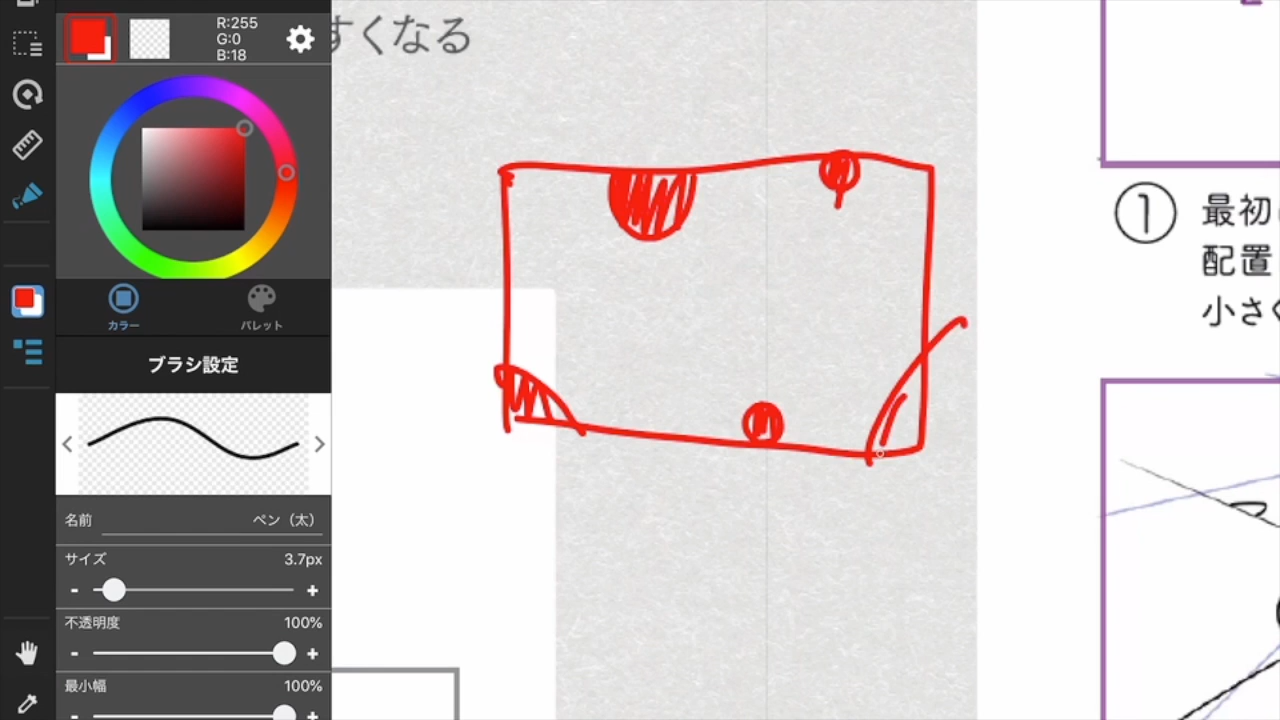 R:255
G:0
B:18
すくなる
カラー
パレット
ブラシ設定
名前
ペン（太）
サイズ
3.7px
-
+
不透明度
100%
-
+
最小幅
100%
-
+
①
最初
配置
小さく